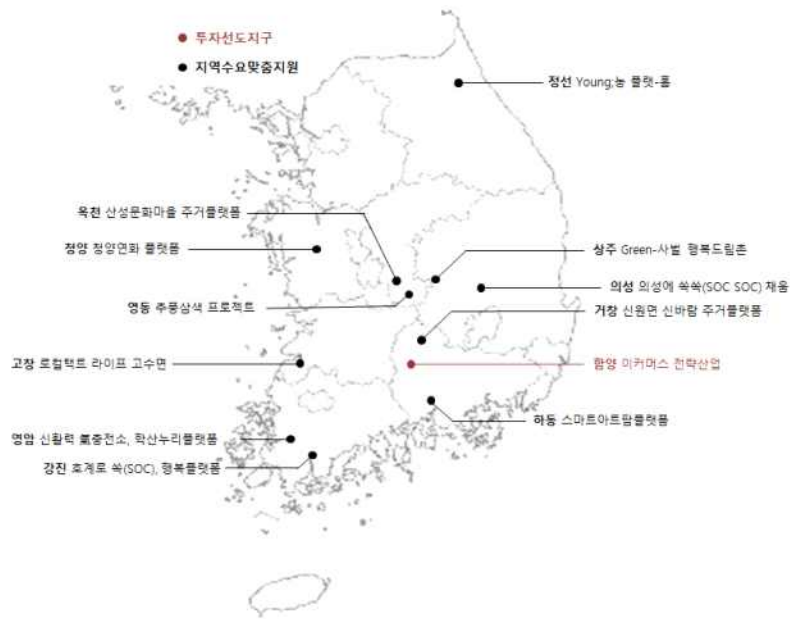 투자선도지구
지역수요맞춤지원
정선 Young;농 플랫-홈
옥천 산성문화마을 주거플랫폼
청양 청양연화 플랫폼
상주 Green-사벌 행복드림촌
의성 의성에 쏙쏙(SOC SOC) 채움
영동 추풍삼색 프로젝트
거창 신원면 신바람 주거플랫폼
고창 로컬택트 라이프 고수면
함양 이커머스 전략산업
하동 스마트아트팜플랫폼
영암 신활력 氣충전소, 학산누리플랫폼
강진 호계로 쏙(SOC), 행복플랫폼